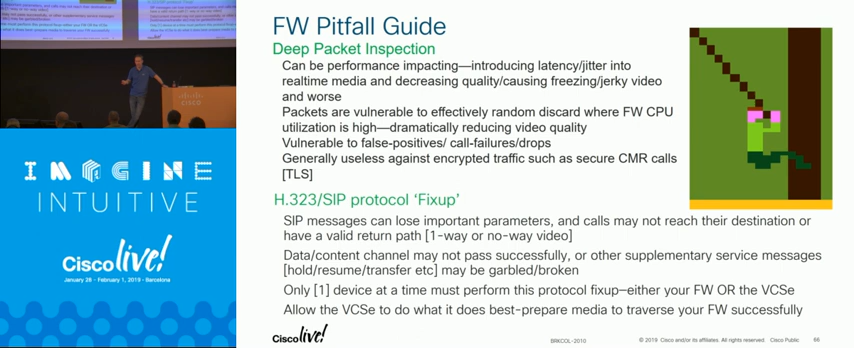 IMAGINE
INTUITIVE
Cisco live!
January 28 - February 1, 2019 • Barcelona
cisco
FW Pitfall Guide
Deep Packet Inspection
Can be performance impacting—introducing latency/jitter into
realtime media and decreasing quality/causing freezing/jerky video
and worse
Packets are vulnerable to effectively random discard where FW CPU
utilization is high—dramatically reducing video quality
Vulnerable to false-positives/ call-failures/drops
Generally useless against encrypted traffic such as secure CMR calls
[TLS]
H.323/SIP protocol ‘Fixup’
SIP messages can lose important parameters, and calls may not reach their destination or
have a valid return path [1-way or no-way video]
Data/content channel may not pass successfully, or other supplementary service messages
[hold/resume/transfer etc] may be garbled/broken
Only [1] device at a time must perform this protocol fixup—either your FW OR the VCSe
Allow the VCSe to do what it does best-prepare media to traverse your FW successfully
Cisco live!
BRKCOL-2010
© 2019 Cisco and/or its affiliates. All rights reserved. Cisco Public
66